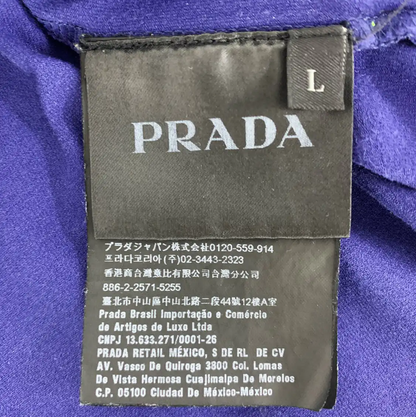 L
PRADA
プラダジャパン株式会社0120-559-914
프라다코리아(주)02-3443-2323
香港商台灣普比有限公司台灣分公司
886-2-2571-5255
臺北市中山區中山北路二段44號12樓A室
Prada Brasil Importação e Comércio
de Artigos de Luxo Ltda
CNPJ 13.633.271/0001-26
PRADA RETAIL MÉXICO, S DE RL DE CV
AV. Vasco De Quiroga 3800 Col. Lomas
De Vista Hermosa Cuajimalpa De Morelos
C.P. 05100 Ciudad De México-México